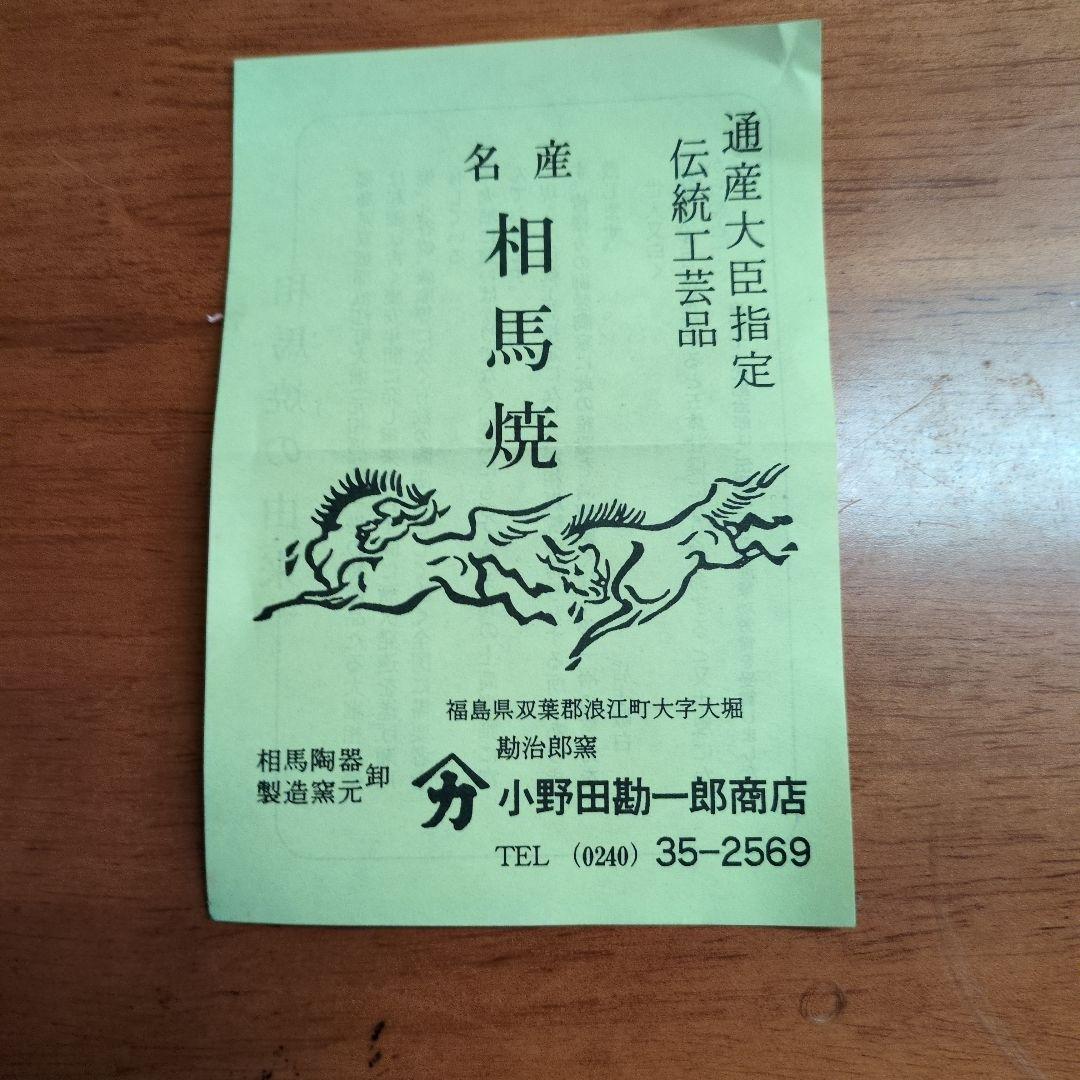 通産大臣指定
伝統工芸品
名産
相馬焼
福島県双葉郡浪江町大字大堀
勘治郎窯
相馬陶器
製造窯元
卸
カ
小野田勘一郎商店
TEL (0240) 35-2569